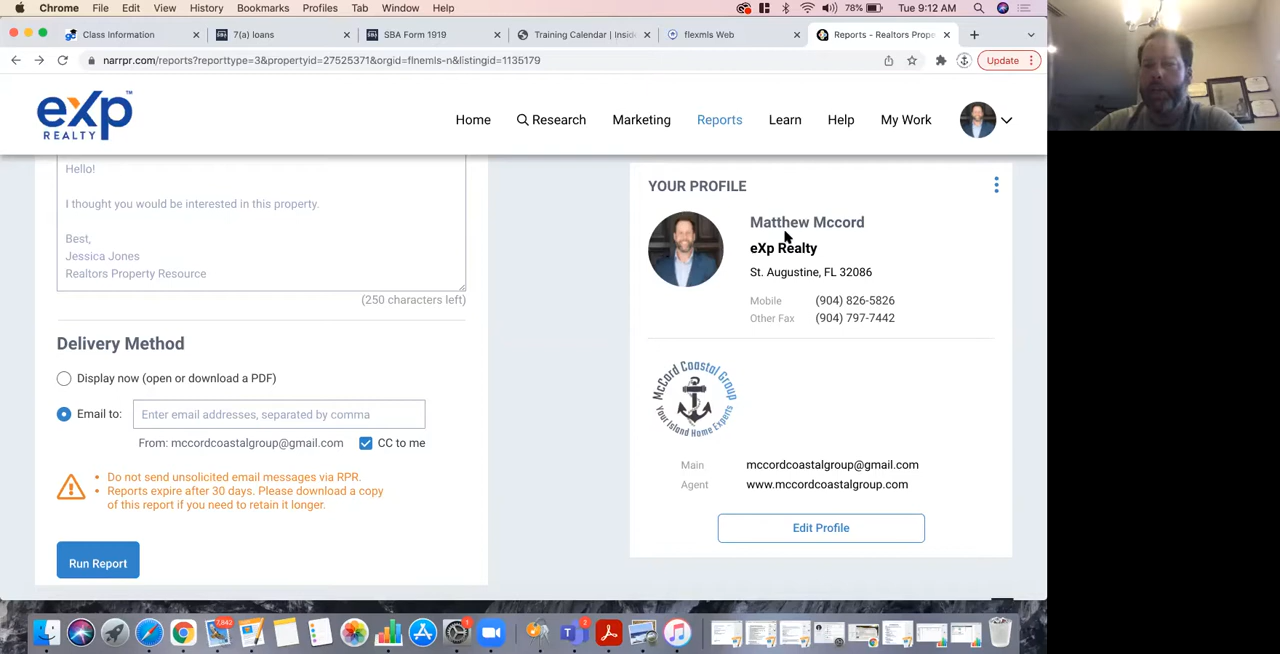 Chrome File Edit View History Bookmarks Profiles Tab Window Help
78% Tue 9:12 AM
Class Information
7(a) loans
SBA Form 1919
Training Calendar | Insid
flexmls Web
Reports - Realtors Prope
narrpr.com/reports?reporttype=3&propertyid=27525371&orgid=flnemls-n&listingid=1135179
Update
eXp
REALTY
TM
Home Research Marketing Reports Learn Help My Work
Hello!
I thought you would be interested in this property.
Best,
Jessica Jones
Realtors Property Resource
(250 characters left)
Delivery Method
Display now (open or download a PDF)
Email to: Enter email addresses, separated by comma
From: mccordcoastalgroup@gmail.com CC to me
• Do not send unsolicited email messages via RPR.
• Reports expire after 30 days. Please download a copy
of this report if you need to retain it longer.
Run Report
YOUR PROFILE
Matthew Mccord
eXp Realty
St. Augustine, FL 32086
Mobile (904) 826-5826
Other Fax (904) 797-7442
McCord Coastal Group
Your Island Home Experts
Main mccordcoastalgroup@gmail.com
Agent www.mccordcoastalgroup.com
Edit Profile
7,842
1
2